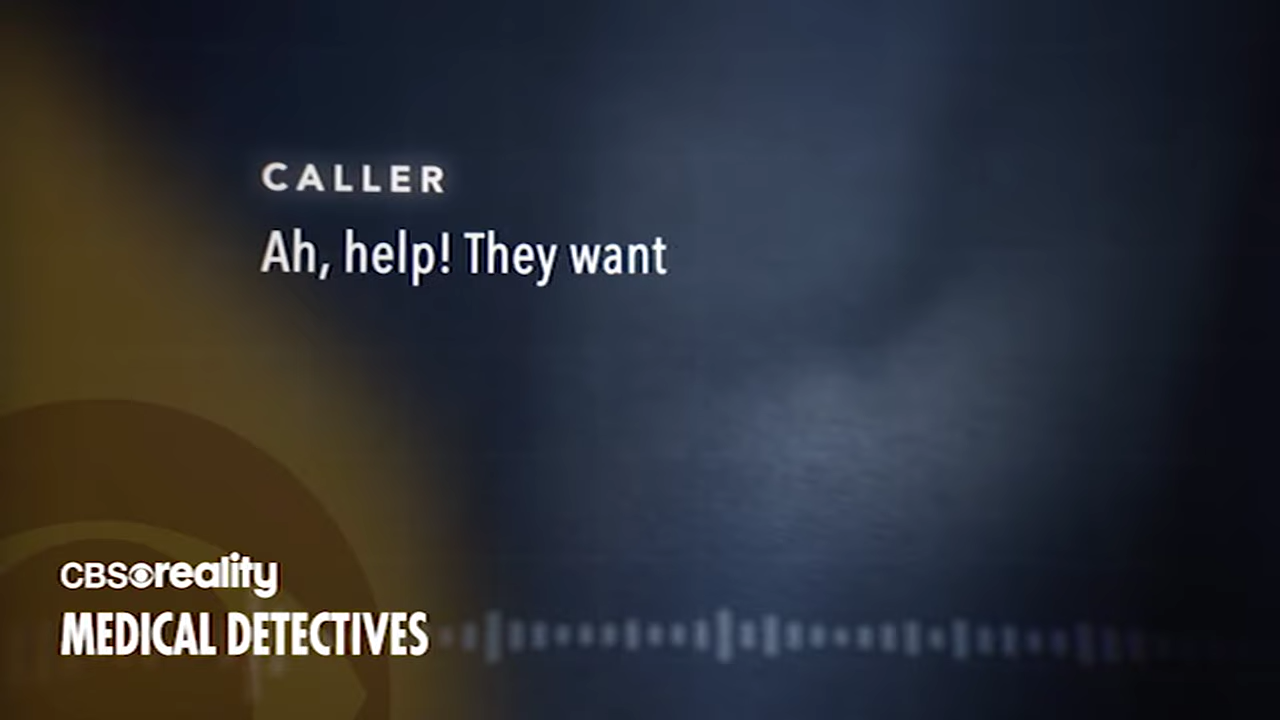 CALLER
Ah, help! They want
CBS reality
MEDICAL DETECTIVES